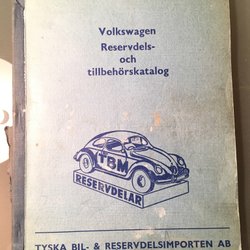 Volkswagen
Reservdels-
och
tillbehörskatalog
TBM
RESERVDELAR
TYSKA BIL- & RESERVDELSIMPORTEN AB